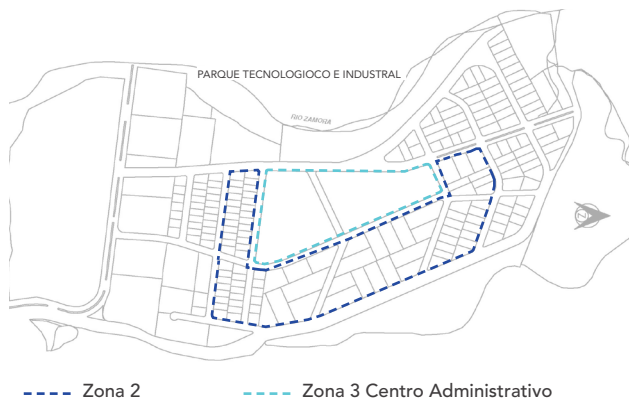 PARQUE TECNOLOGIOCO E INDUSTRAL
RIO ZAMORA
Z
Zona 2
Zona 3 Centro Administrativo